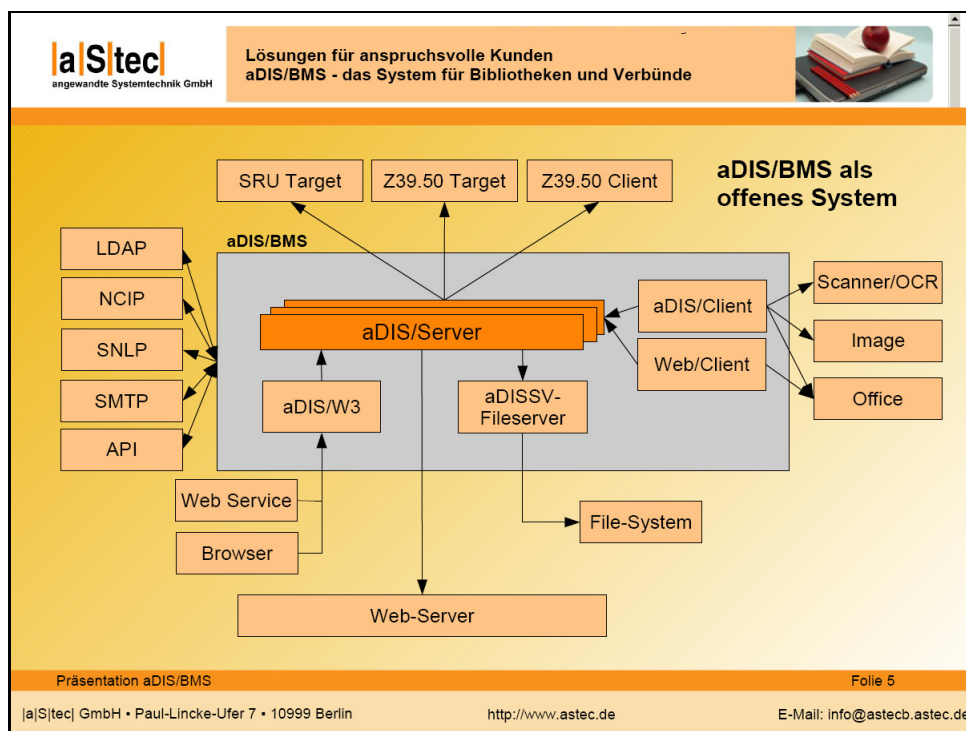 |a|S|tec|
angewandte Systemtechnik GmbH
Lösungen für anspruchsvolle Kunden
aDIS/BMS - das System für Bibliotheken und Verbünde
aDIS/BMS als
offenes System
SRU Target
Z39.50 Target
Z39.50 Client
aDIS/BMS
LDAP
NCIP
SNLP
SMTP
API
aDIS/Server
aDIS/Client
Web/Client
Scanner/OCR
Image
Office
aDIS/W3
aDISSV-
Fileserver
Web Service
Browser
File-System
Web-Server
Präsentation aDIS/BMS
Folie 5
|a|S|tec| GmbH ▪ Paul-Lincke-Ufer 7 ▪ 10999 Berlin
http://www.astec.de
E-Mail: info@astecb.astec.de